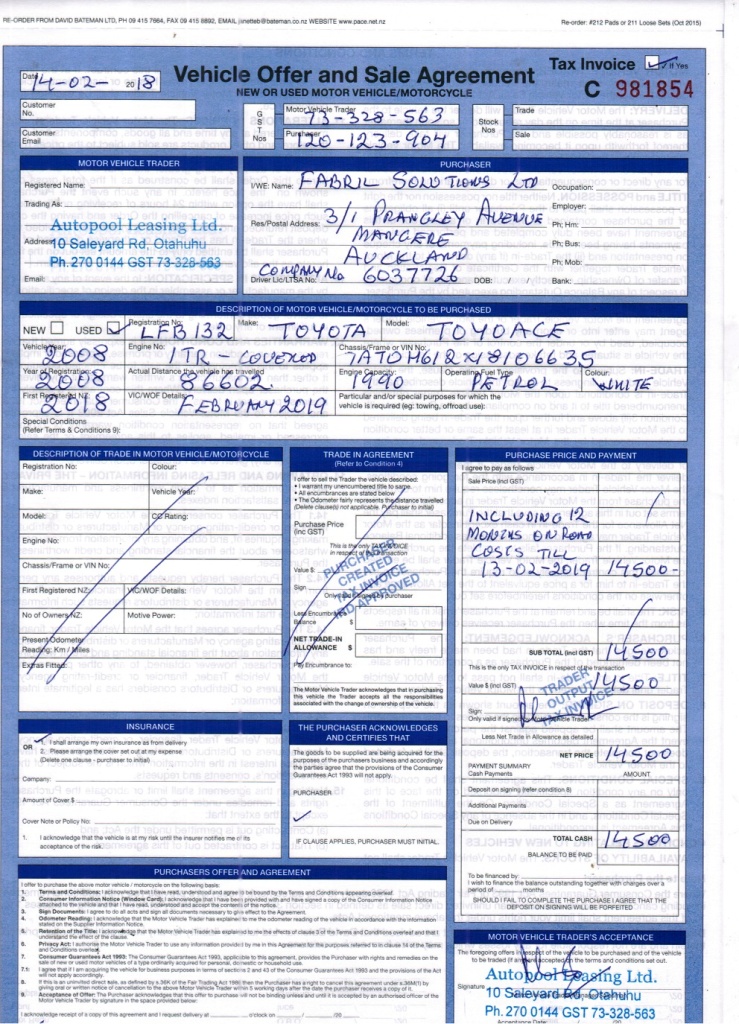 RE-ORDER FROM DAVID BATEMAN LTD, PH 09 415 7664, FAX 09 415 8892, EMAIL jsnetteb@bateman.co.nz WEBSITE www.pace.net.nz
Re-order: #212 Pads or 211 Loose Sets (Oct 2015)
Date 14-02- 2018
Vehicle Offer and Sale Agreement
NEW OR USED MOTOR VEHICLE/MOTORCYCLE
Tax Invoice ✓ if Yes
C 981854
Customer No.
Customer Email
GST Nos
Motor Vehicle Trader 73-328-563
Purchaser 120-123-904
Stock Nos
Trade
Sale
MOTOR VEHICLE TRADER
Registered Name:
Trading As:
Autopool Leasing Ltd.
Address: 10 Saleyard Rd, Otahuhu
Ph. 270 0144 GST 73-328-563
Email:
PURCHASER
I/WE: Name: FABRIL SOLUTIONS LTD
Res/Postal Address: 3/1 PRANGLEY AVENUE
MANGERE
AUCKLAND
COMPANY No 6037726
Driver Lic/LTSA No:
DOB: / /
Occupation:
Employer:
Ph: Hm:
Ph: Bus:
Ph: Mob:
Bank:
DESCRIPTION OF MOTOR VEHICLE/MOTORCYCLE TO BE PURCHASED
NEW USED ✓ Registration No: LFB132 Make: TOYOTA Model: TOYOACE
Vehicle Year: 2008 Engine No: 1TR - COVERED Chassis/Frame or VIN No: 7AT0H61RX18106635
Year of Registration: 2008 Actual Distance the vehicle has travelled 86602 Engine Capacity: 1990 Operating Fuel Type PETROL Colour: WHITE
First Registered NZ: 2018 VIC/WOF Details: FEBRUARY 2019 Particular and/or special purposes for which the vehicle is required (eg: towing, offroad use):
Special Conditions
(Refer Terms & Conditions 9):
DESCRIPTION OF TRADE IN MOTOR VEHICLE/MOTORCYCLE
Registration No: Colour:
Make: Vehicle Year:
Model: CC Rating:
Engine No:
Chassis/Frame or VIN No:
First Registered NZ: VIC/WOF Details:
No of Owners NZ: Motive Power:
Present Odometer
Reading: Km / Miles
Extras Fitted:
TRADE IN AGREEMENT
(Refer to Condition 4)
I offer to sell the Trader the vehicle described:
• I warrant my unencumbered title to same.
• All encumbrances are stated below
• The Odometer fairly represents the distance travelled
(Delete clause(s) not applicable. Purchaser to initial)
Purchase Price
(inc GST)
This is the only TAX INVOICE
in respect of the transaction
Value $
Sign
Only valid if signed by purchaser
PURCHASER CREATED TAX INVOICE IRD APPROVED
Less Encumbrance
Balance $
NET TRADE-IN
ALLOWANCE $
Pay Encumbrance to:
The Motor Vehicle Trader acknowledges that in purchasing
this vehicle the Trader accepts all the responsibilities
associated with the change of ownership of the vehicle.
PURCHASE PRICE AND PAYMENT
I agree to pay as follows
Sale Price (incl GST)
INCLUDING 12
MONTHS ON ROAD
COSTS TILL
13-02-2019 14500-
SUB TOTAL (incl GST) 14500
This is the only TAX INVOICE in respect of the transaction
Value $ (incl GST) 14500
Sign:
Only valid if signed by Motor Vehicle Trader
TRADER OUTPUT TAX INVOICE
Less Net Trade In Allowance as detailed
NET PRICE 14500
PAYMENT SUMMARY
Cash Payments AMOUNT
Deposit on signing (refer condition 8)
Additional Payments
Due on Delivery
TOTAL CASH 14500
BALANCE TO BE PAID
To be financed by:
I wish to finance the balance outstanding together with charges over a
period of months
SHOULD I FAIL TO COMPLETE THE PURCHASE I AGREE THAT THE
DEPOSIT ON SIGNING WILL BE FORFEITED
INSURANCE
1. I shall arrange my own insurance as from delivery
OR
2. Please arrange the cover set out at my expense
(Delete one clause - purchaser to initial)
Company:
Amount of Cover $
Cover Note or Policy No:
1. I acknowledge that the vehicle is at my risk until the insurer notifies me of its
acceptance of the risk.
THE PURCHASER ACKNOWLEDGES
AND CERTIFIES THAT
The goods to be supplied are being acquired for the
purposes of the purchasers business and accordingly
the parties agree that the provisions of the Consumer
Guarantees Act 1993 will not apply.
PURCHASER
✓
IF CLAUSE APPLIES, PURCHASER MUST INITIAL.
PURCHASERS OFFER AND AGREEMENT
I offer to purchase the above motor vehicle / motorcycle on the following basis:
1. Terms and Conditions: I acknowledge that I have read, understood and agree to be bound by the Terms and Conditions appearing overleaf.
2. Consumer Information Notice (Window Card). I acknowledge that I have been provided with and have signed a copy of the Consumer Information Notice
attached to the vehicle and that I have read, understood and accept the contents of the notice.
3. Sign Documents: I agree to do all acts and sign all documents necessary to give effect to the Agreement.
4. Odometer Reading: I acknowledge that the Motor Vehicle Trader has explained to me the odometer reading of the vehicle in accordance with the information
stated on the Supplier Information Notice.
5. Retention of the Title: I acknowledge that the Motor Vehicle Trader has explained to me the effects of clause 3 of the Terms and Conditions overleaf and that I
understand the effect of the clause.
6. Privacy Act: I authorise the Motor Vehicle Trader to use any information provided by me in this Agreement for the purposes referred to in clause 14 of the Terms
and Conditions overleaf.
7. Consumer Guarantees Act 1993: The Consumer Guarantees Act 1993, applicable to this agreement, provides the Purchaser with rights and remedies on the
sale of new or used motor vehicles of a type ordinarily acquired for personal, domestic or household use.
7.1 I agree that if I am acquiring the vehicle for business purposes in terms of sections 2 and 43 of the Consumer Guarantees Act 1993 and the provisions of the Act
will not apply accordingly.
8. If this is an uninvited direct sale, as defined by s.36K of the Fair Trading Act 1986 then the Purchaser has a right to cancel this agreement under s.36M(1) by
giving oral or written notice of cancellation to the above Motor Vehicle Trader within 5 working days after the date the purchaser receives a copy of it.
9. Acceptance of Offer: The Purchaser acknowledges that this offer to purchase will not be binding unless and until it is accepted by an authorised officer of the
Motor Vehicle Trader by signature in the space provided below.
I acknowledge receipt of a copy of this agreement and I request delivery at o'clock on / /20
MOTOR VEHICLE TRADER'S ACCEPTANCE
The foregoing offers in respect of the vehicle to be purchased and of the vehicle
to be traded (if any) are accepted on the terms and conditions set out.
Autopool Leasing Ltd.
Signature 10 Saleyard Rd, Otahuhu
Ph. 270 0144 GST 73-328-563
Acceptance Date